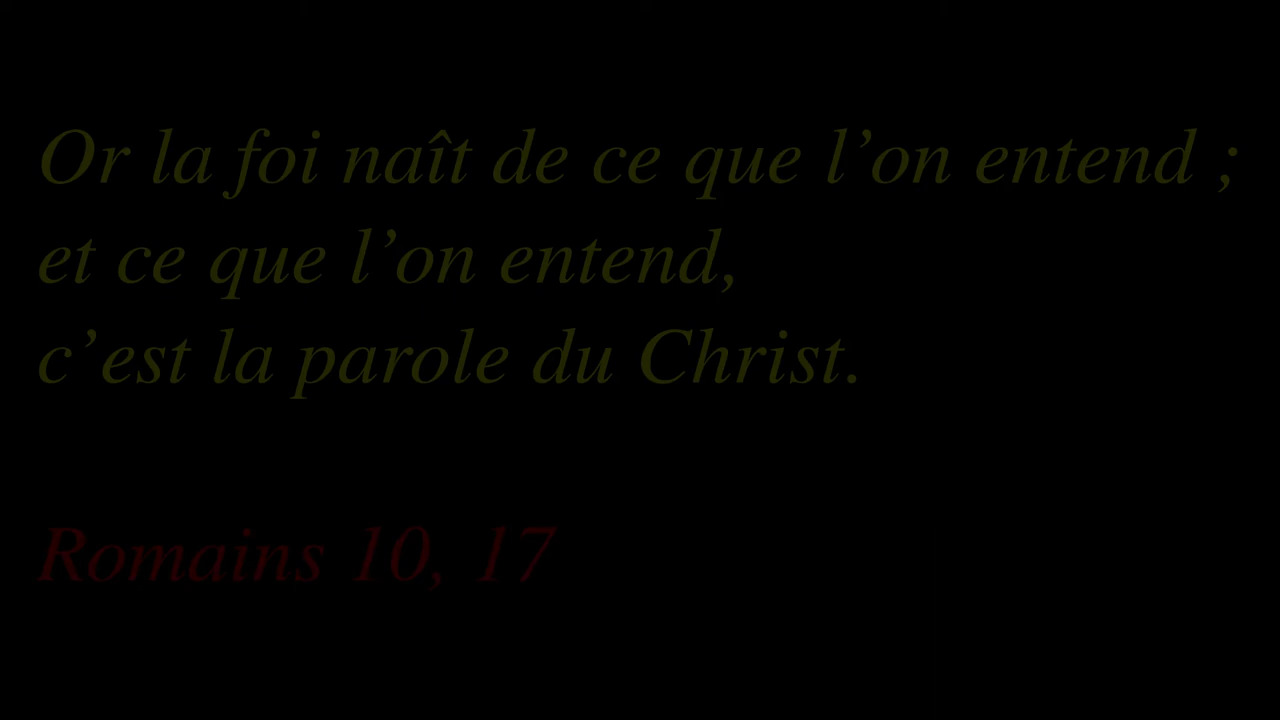 Or la foi naît de ce que l’on entend ;
et ce que l’on entend,
c’est la parole du Christ.
Romains 10, 17